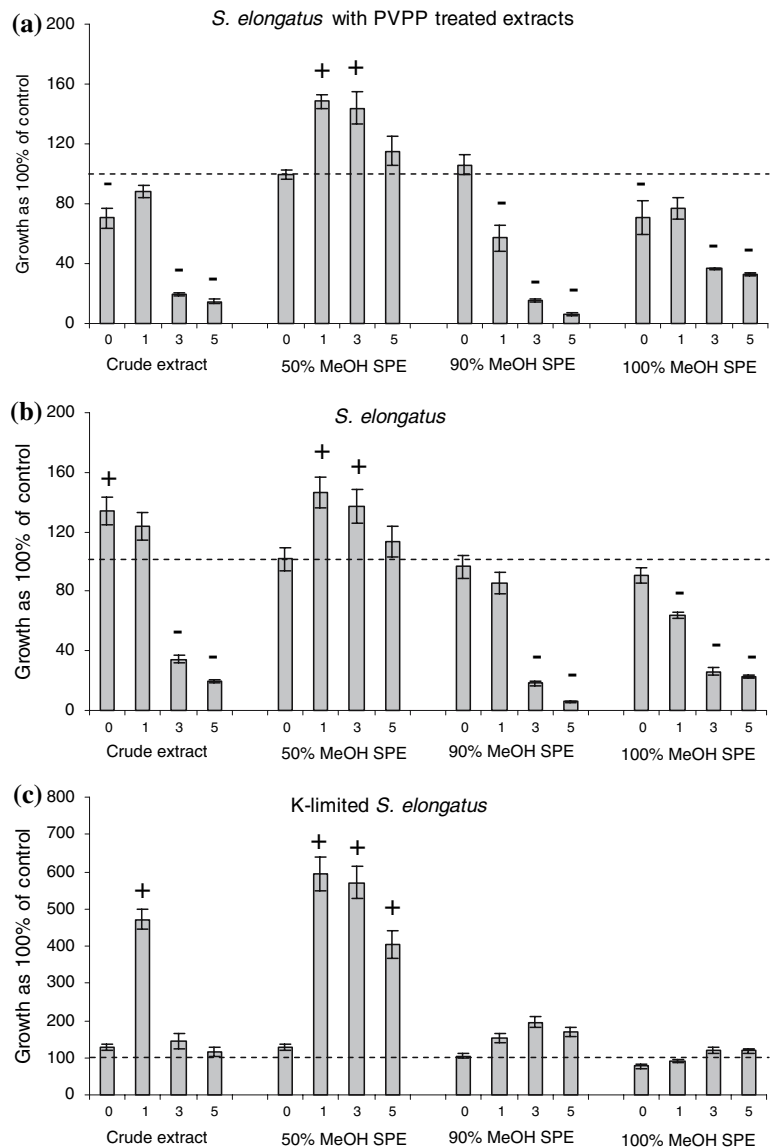 (a)
S. elongatus with PVPP treated extracts
Growth as 100% of control
200
160
120
80
40
0
- - - + + - - - - - -
0 1 3 5 0 1 3 5 0 1 3 5 0 1 3 5
Crude extract 50% MeOH SPE 90% MeOH SPE 100% MeOH SPE
(b)
S. elongatus
Growth as 100% of control
200
160
120
80
40
0
+ - - + + - - - - -
0 1 3 5 0 1 3 5 0 1 3 5 0 1 3 5
Crude extract 50% MeOH SPE 90% MeOH SPE 100% MeOH SPE
(c)
K-limited S. elongatus
Growth as 100% of control
800
700
600
500
400
300
200
100
0
+ + + +
0 1 3 5 0 1 3 5 0 1 3 5 0 1 3 5
Crude extract 50% MeOH SPE 90% MeOH SPE 100% MeOH SPE